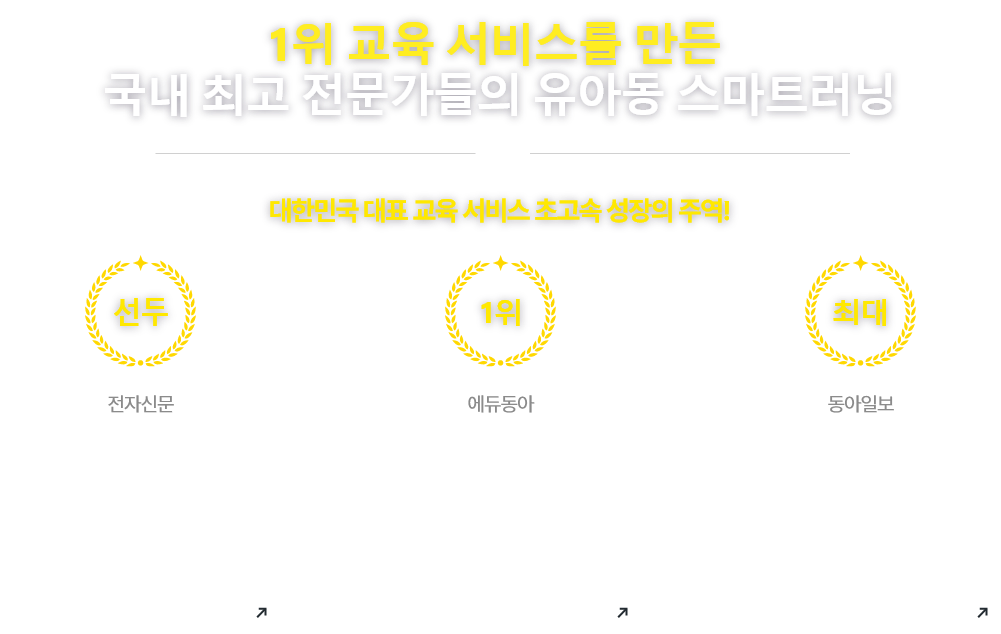 1위 교육 서비스를 만든
국내 최고 전문가들의 유아동 스마트러닝
대한민국 대표 교육 서비스 초고속 성장의 주역!
선두
1위
최대
전자신문
에듀동아
동아일보